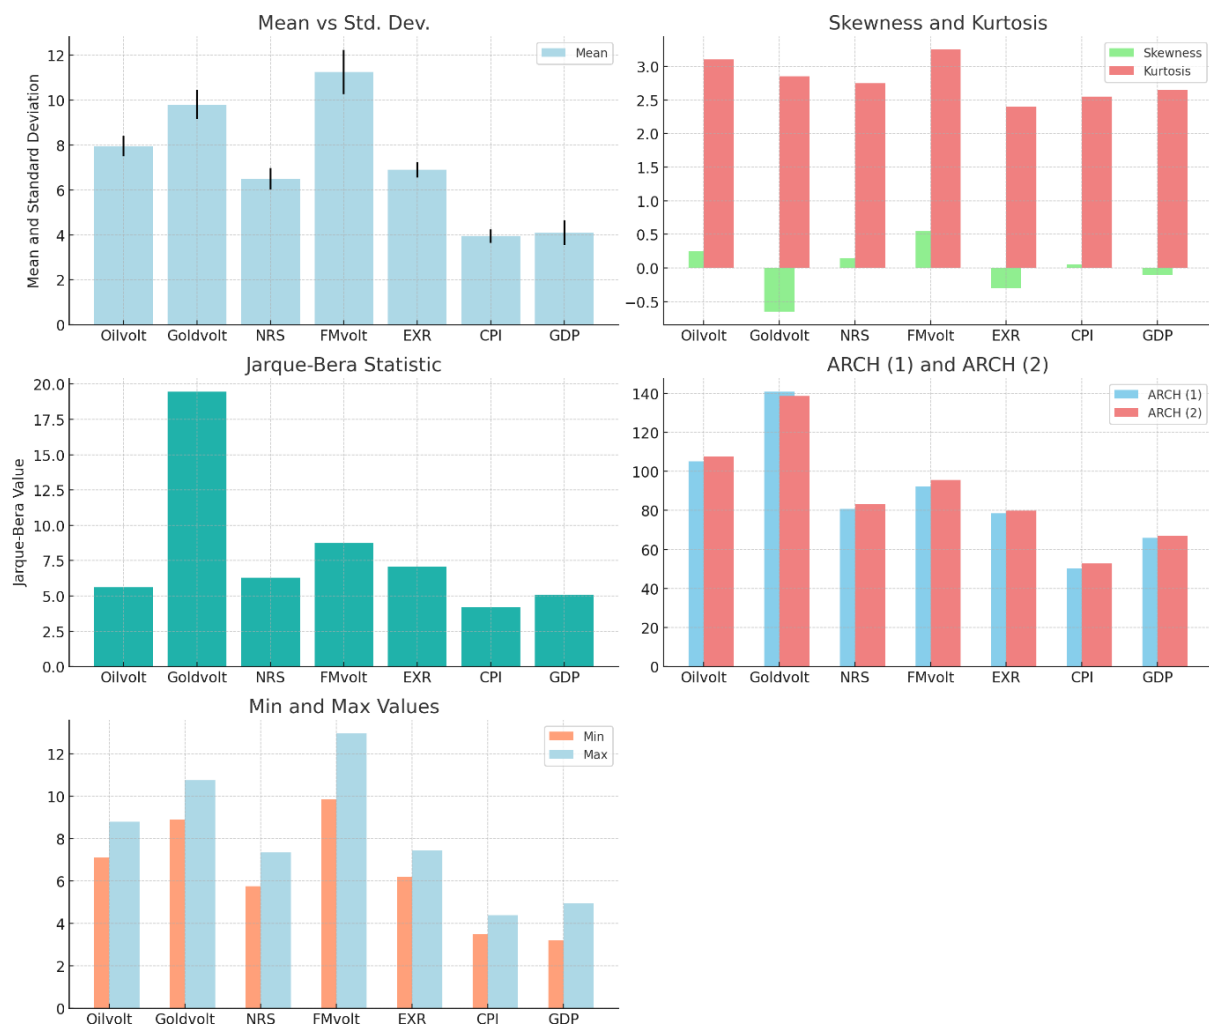 Mean vs Std. Dev.
Mean and Standard Deviation
12
10
8
6
4
2
0
Mean
Oilvolt Goldvolt NRS FMvolt EXR CPI GDP
Skewness and Kurtosis
3.0
2.5
2.0
1.5
1.0
0.5
0.0
−0.5
Skewness
Kurtosis
Oilvolt Goldvolt NRS FMvolt EXR CPI GDP
Jarque-Bera Statistic
Jarque-Bera Value
20.0
17.5
15.0
12.5
10.0
7.5
5.0
2.5
0.0
Oilvolt Goldvolt NRS FMvolt EXR CPI GDP
ARCH (1) and ARCH (2)
140
120
100
80
60
40
20
0
ARCH (1)
ARCH (2)
Oilvolt Goldvolt NRS FMvolt EXR CPI GDP
Min and Max Values
12
10
8
6
4
2
0
Min
Max
Oilvolt Goldvolt NRS FMvolt EXR CPI GDP